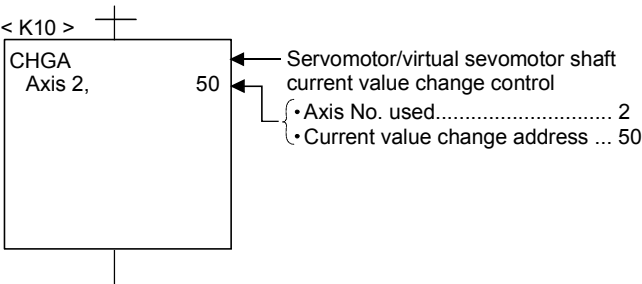 < K10 >
CHGA
Axis 2, 50
Servomotor/virtual sevomotor shaft
current value change control
•Axis No. used.............................. 2
•Current value change address ... 50